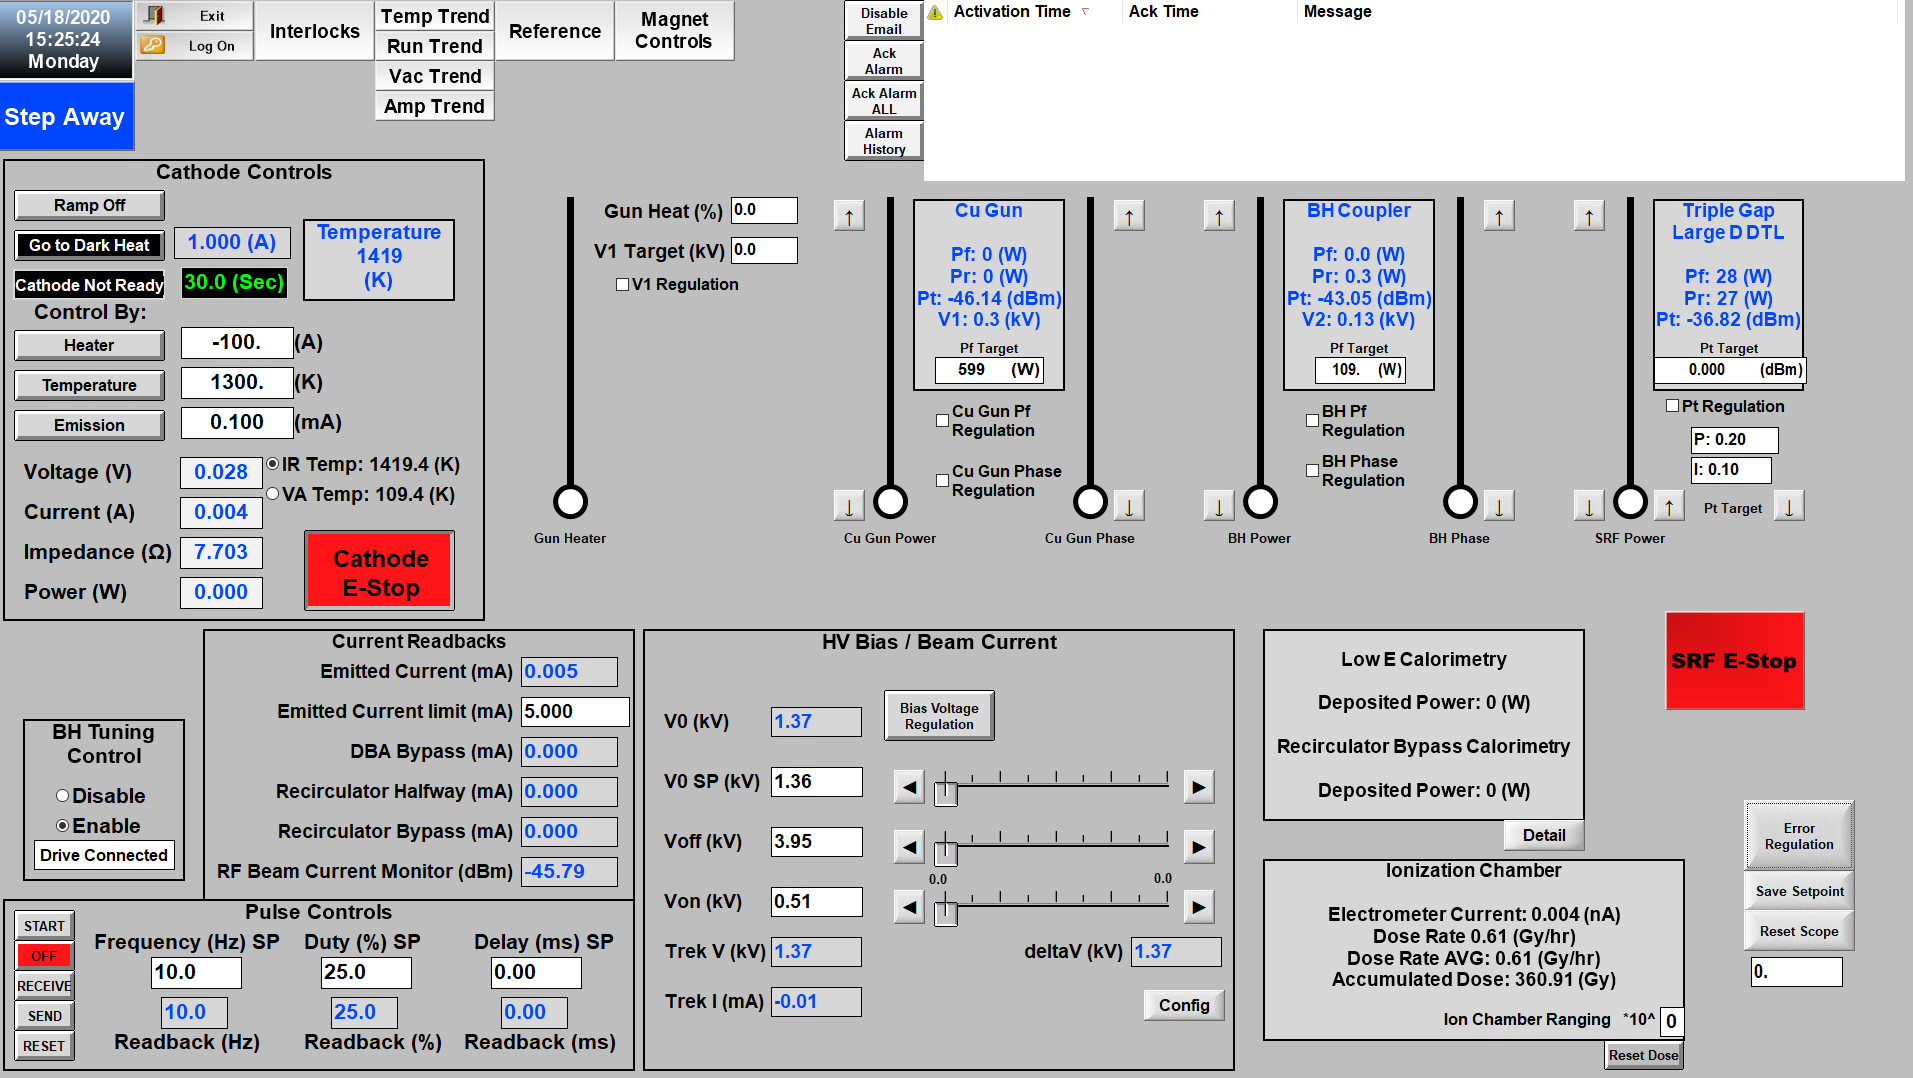 05/18/2020
15:25:24
Monday
Step Away
Exit
Log On
Interlocks
Temp Trend
Run Trend
Vac Trend
Amp Trend
Reference
Magnet
Controls
Disable
Email
Ack
Alarm
Ack Alarm
ALL
Alarm
History
Activation Time
Ack Time
Message
Cathode Controls
Ramp Off
Go to Dark Heat
1.000 (A)
Cathode Not Ready
30.0 (Sec)
Temperature
1419
(K)
Control By:
Heater
-100.
(A)
Temperature
1300.
(K)
Emission
0.100
(mA)
Voltage (V)
0.028
IR Temp: 1419.4 (K)
VA Temp: 109.4 (K)
Current (A)
0.004
Impedance (Ω)
7.703
Power (W)
0.000
Cathode
E-Stop
Gun Heat (%)
0.0
V1 Target (kV)
0.0
V1 Regulation
Gun Heater
↑
Cu Gun
Pf: 0 (W)
Pr: 0 (W)
Pt: -46.14 (dBm)
V1: 0.3 (kV)
Pf Target
599 (W)
Cu Gun Pf
Regulation
Cu Gun Phase
Regulation
↑
↓
Cu Gun Power
↓
Cu Gun Phase
↑
BH Coupler
Pf: 0.0 (W)
Pr: 0.3 (W)
Pt: -43.05 (dBm)
V2: 0.13 (kV)
Pf Target
109. (W)
BH Pf
Regulation
BH Phase
Regulation
↑
↓
BH Power
↓
BH Phase
↑
Triple Gap
Large D DTL
Pf: 28 (W)
Pr: 27 (W)
Pt: -36.82 (dBm)
Pt Target
0.000 (dBm)
Pt Regulation
P: 0.20
I: 0.10
↓
↑
Pt Target
↓
SRF Power
Current Readbacks
Emitted Current (mA)
0.005
Emitted Current limit (mA)
5.000
DBA Bypass (mA)
0.000
Recirculator Halfway (mA)
0.000
Recirculator Bypass (mA)
0.000
RF Beam Current Monitor (dBm)
-45.79
BH Tuning
Control
Disable
Enable
Drive Connected
Pulse Controls
START
OFF
RECEIVE
SEND
RESET
Frequency (Hz) SP
10.0
10.0
Readback (Hz)
Duty (%) SP
25.0
25.0
Readback (%)
Delay (ms) SP
0.00
0.00
Readback (ms)
HV Bias / Beam Current
V0 (kV)
1.37
Bias Voltage
Regulation
V0 SP (kV)
1.36
◀
▶
Voff (kV)
3.95
◀
▶
0.0
0.0
Von (kV)
0.51
◀
▶
Trek V (kV)
1.37
deltaV (kV)
1.37
Trek I (mA)
-0.01
Config
Low E Calorimetry
Deposited Power: 0 (W)
Recirculator Bypass Calorimetry
Deposited Power: 0 (W)
Detail
Ionization Chamber
Electrometer Current: 0.004 (nA)
Dose Rate 0.61 (Gy/hr)
Dose Rate AVG: 0.61 (Gy/hr)
Accumulated Dose: 360.91 (Gy)
Ion Chamber Ranging *10^ 0
Reset Dose
SRF E-Stop
Error
Regulation
Save Setpoint
Reset Scope
0.